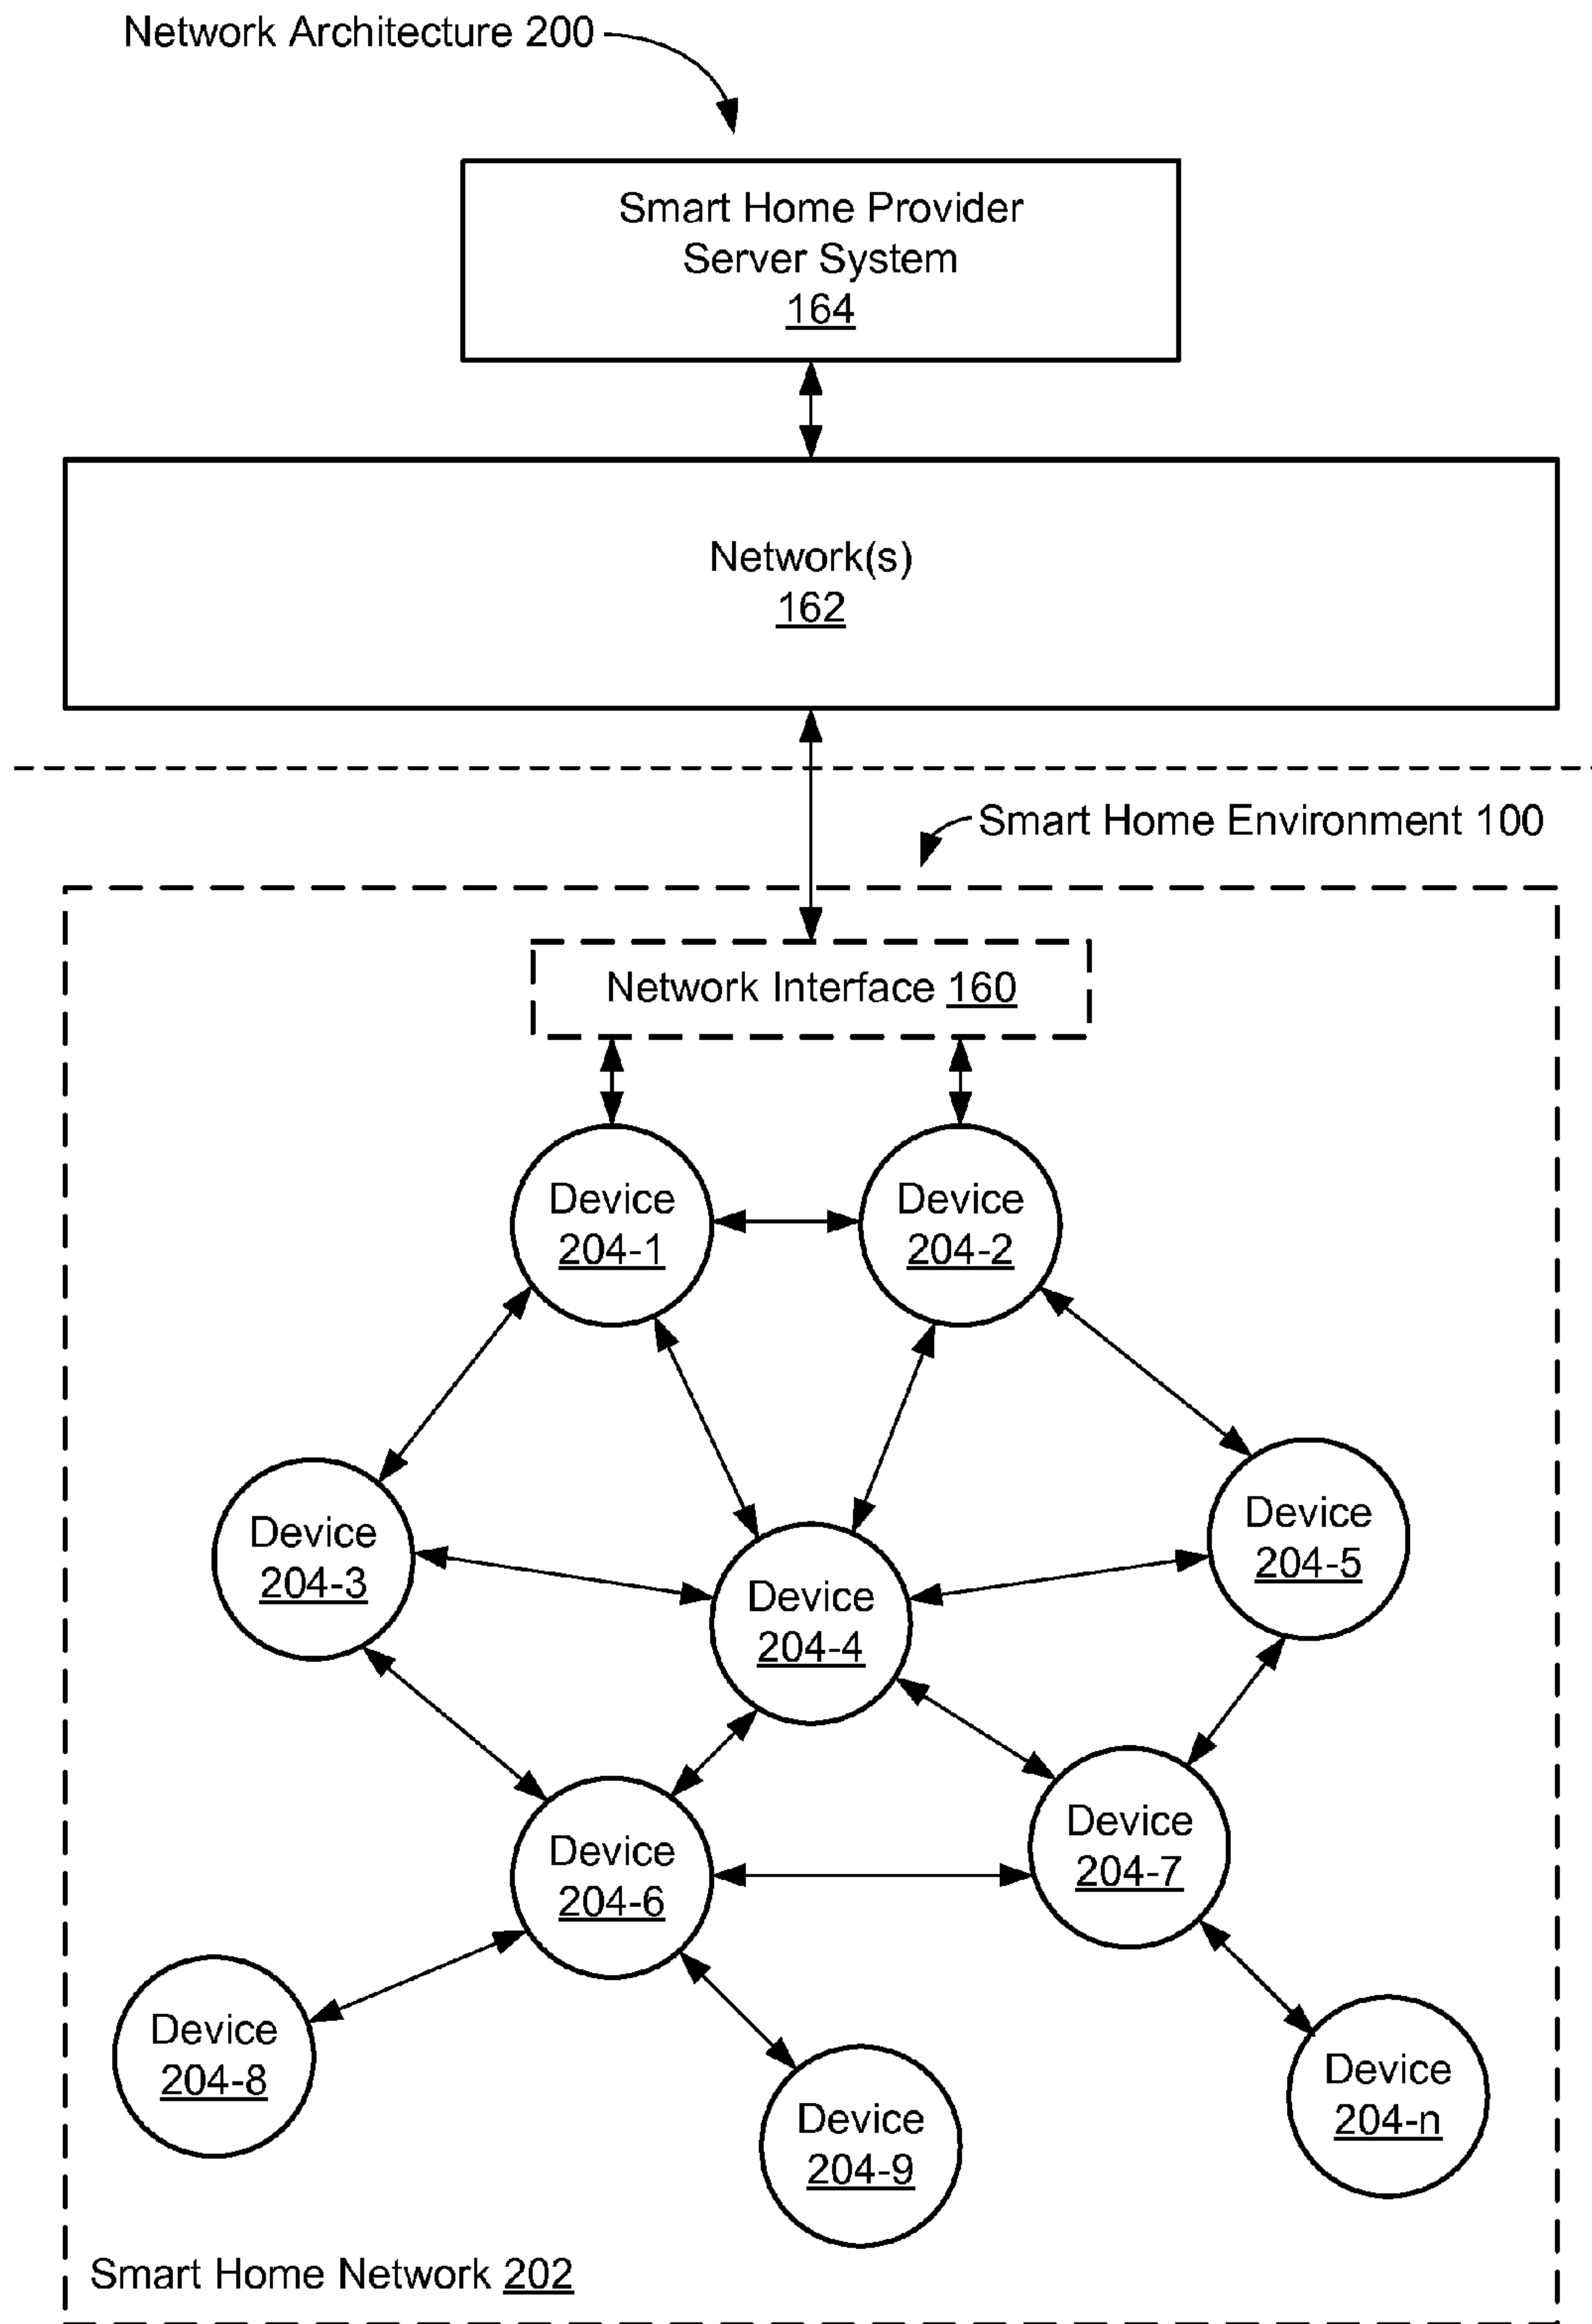 Network Architecture 200
Smart Home Provider
Server System
164
Network(s)
162
Smart Home Environment 100
Network Interface 160
Device
204-1
Device
204-2
Device
204-3
Device
204-4
Device
204-5
Device
204-6
Device
204-7
Device
204-8
Device
204-9
Device
204-n
Smart Home Network 202